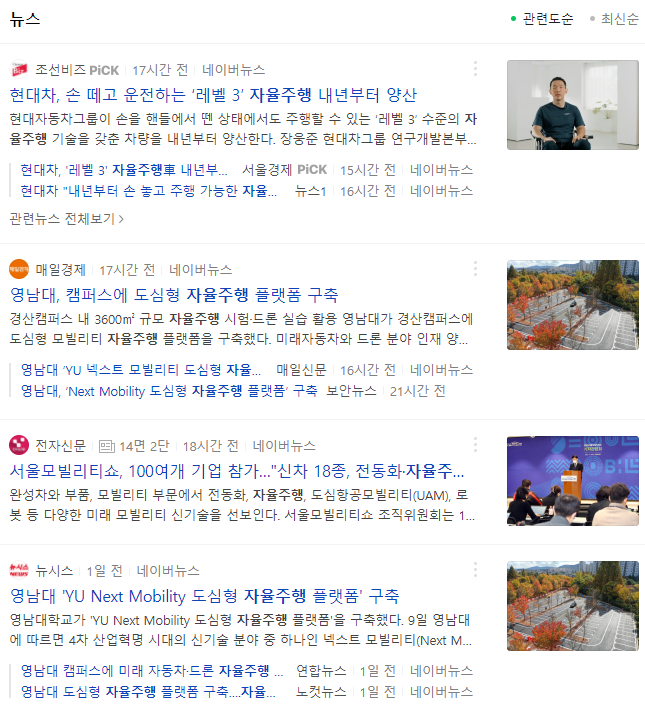 뉴스
관련도순
최신순
조선비즈 PiCK 17시간 전 네이버뉴스
현대차, 손 떼고 운전하는 '레벨 3' 자율주행 내년부터 양산
현대자동차그룹이 손을 핸들에서 뗀 상태에서도 주행할 수 있는 '레벨 3' 수준의 자
율주행 기술을 갖춘 차량을 내년부터 양산한다. 장웅준 현대차그룹 연구개발본부...
현대차, '레벨 3' 자율주행車 내년부... 서울경제 PiCK 15시간 전 네이버뉴스
현대차 "내년부터 손 놓고 주행 가능한 자율... 뉴스1 16시간 전 네이버뉴스
관련뉴스 전체보기 >
매일경제 매일경제 17시간 전 네이버뉴스
영남대, 캠퍼스에 도심형 자율주행 플랫폼 구축
경산캠퍼스 내 3600㎡ 규모 자율주행 시험·드론 실습 활용 영남대가 경산캠퍼스에
도심형 모빌리티 자율주행 플랫폼을 구축했다. 미래자동차와 드론 분야 인재 양...
영남대 'YU 넥스트 모빌리티 도심형 자율... 매일신문 16시간 전 네이버뉴스
영남대, 'Next Mobility 도심형 자율주행 플랫폼' 구축 보안뉴스 21시간 전
전자신문 14면 2단 18시간 전 네이버뉴스
서울모빌리티쇼, 100여개 기업 참가..."신차 18종, 전동화·자율주...
완성차와 부품, 모빌리티 부문에서 전동화, 자율주행, 도심항공모빌리티(UAM), 로
봇 등 다양한 미래 모빌리티 신기술을 선보인다. 서울모빌리티쇼 조직위원회는 1...
뉴시스 NEWSIS 뉴시스 1일 전 네이버뉴스
영남대 'YU Next Mobility 도심형 자율주행 플랫폼' 구축
영남대학교가 'YU Next Mobility 도심형 자율주행 플랫폼'을 구축했다. 9일 영남대
에 따르면 4차 산업혁명 시대의 신기술 분야 중 하나인 넥스트 모빌리티(Next M...
영남대 캠퍼스에 미래 자동차·드론 자율주행 ... 연합뉴스 1일 전 네이버뉴스
영남대 도심형 자율주행 플랫폼 구축....자율... 노컷뉴스 1일 전 네이버뉴스